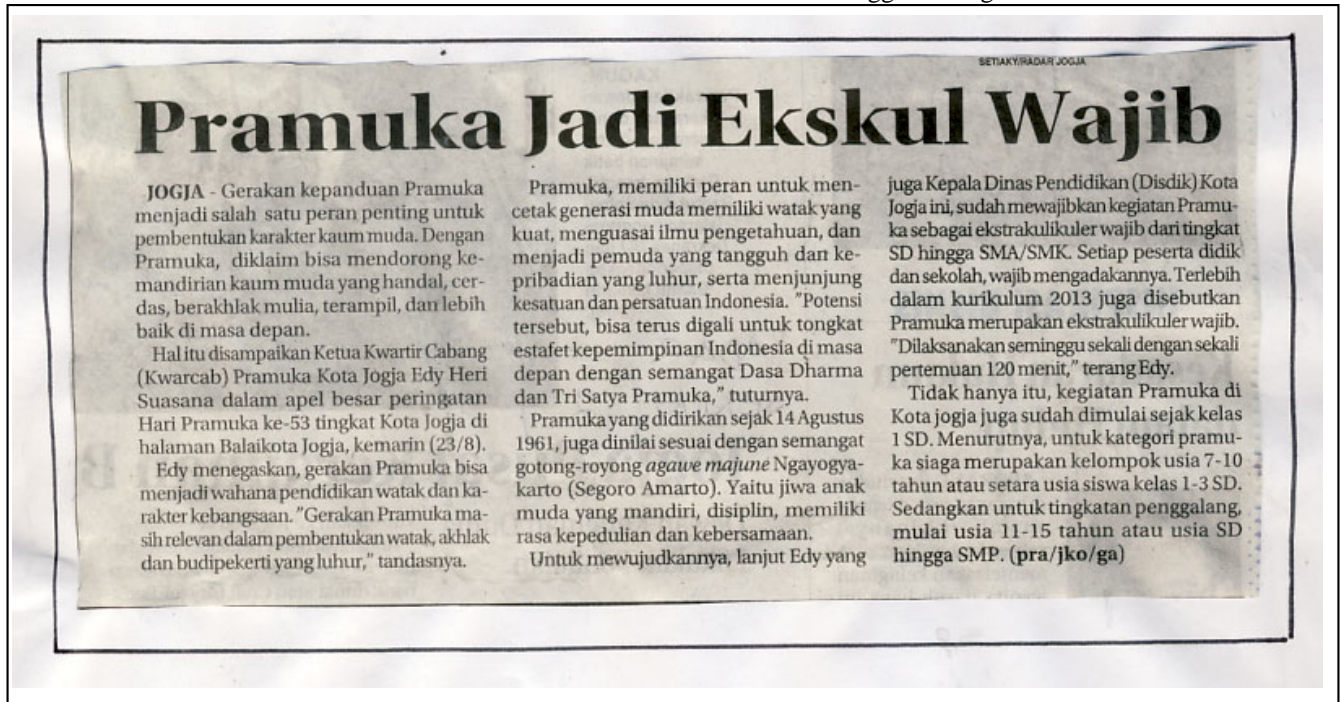 SETIAKY/RADAR JOGJA
Pramuka Jadi Ekskul Wajib
JOGJA - Gerakan kepanduan Pramuka
menjadi salah satu peran penting untuk
pembentukan karakter kaum muda. Dengan
Pramuka, diklaim bisa mendorong ke-
mandirian kaum muda yang handal, cer-
das, berakhlak mulia, terampil, dan lebih
baik di masa depan.
Hal itu disampaikan Ketua Kwartir Cabang
(Kwarcab) Pramuka Kota Jogja Edy Heri
Suasana dalam apel besar peringatan
Hari Pramuka ke-53 tingkat Kota Jogja di
halaman Balaikota Jogja, kemarin (23/8).
Edy menegaskan, gerakan Pramuka bisa
menjadi wahana pendidikan watak dan ka-
rakter kebangsaan. "Gerakan Pramuka ma-
sih relevan dalam pembentukan watak, akhlak
dan budipekerti yang luhur," tandasnya.
Pramuka, memiliki peran untuk men-
cetak generasi muda memiliki watak yang
kuat, menguasai ilmu pengetahuan, dan
menjadi pemuda yang tangguh dan ke-
pribadian yang luhur, serta menjunjung
kesatuan dan persatuan Indonesia. "Potensi
tersebut, bisa terus digali untuk tongkat
estafet kepemimpinan Indonesia di masa
depan dengan semangat Dasa Dharma
dan Tri Satya Pramuka," tuturnya.
Pramuka yang didirikan sejak 14 Agustus
1961, juga dinilai sesuai dengan semangat
gotong-royong agawe majune Ngayogya-
karto (Segoro Amarto). Yaitu jiwa anak
muda yang mandiri, disiplin, memiliki
rasa kepedulian dan kebersamaan.
Untuk mewujudkannya, lanjut Edy yang
juga Kepala Dinas Pendidikan (Disdik) Kota
Jogja ini, sudah mewajibkan kegiatan Pramu-
ka sebagai ekstrakulikuler wajib dari tingkat
SD hingga SMA/SMK. Setiap peserta didik
dan sekolah, wajib mengadakannya. Terlebih
dalam kurikulum 2013 juga disebutkan
Pramuka merupakan ekstrakulikuler wajib.
"Dilaksanakan seminggu sekali dengan sekali
pertemuan 120 menit," terang Edy.
Tidak hanya itu, kegiatan Pramuka di
Kota jogja juga sudah dimulai sejak kelas
1 SD. Menurutnya, untuk kategori pramu-
ka siaga merupakan kelompok usia 7-10
tahun atau setara usia siswa kelas 1-3 SD.
Sedangkan untuk tingkatan penggalang,
mulai usia 11-15 tahun atau usia SD
hingga SMP. (pra/jko/ga)